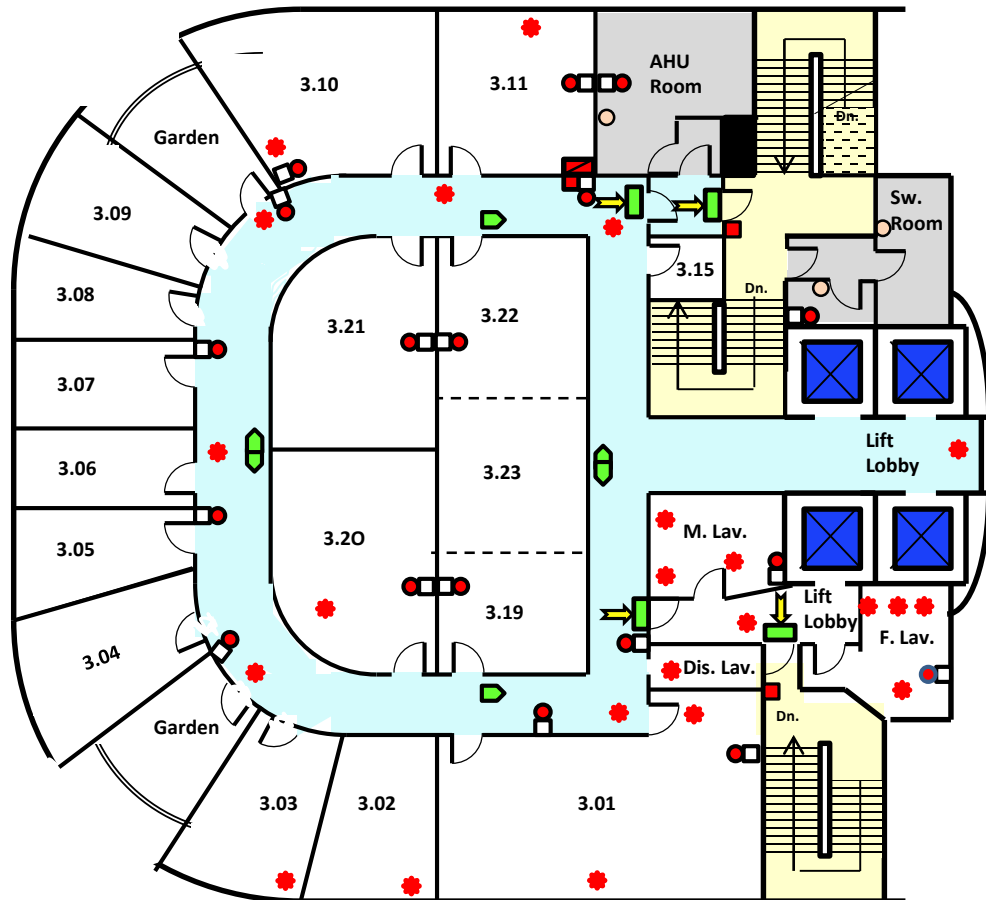 AHU
Room
3.10
3.11
Dn.
Garden
Sw.
Room
3.09
3.15
3.08
Dn.
3.21
3.22
3.07
Lift
Lobby
3.06
3.23
3.05
3.2O
M. Lav.
Lift
Lobby
3.19
F. Lav.
3.04
Dis. Lav.
Garden
Dn.
3.03
3.02
3.01